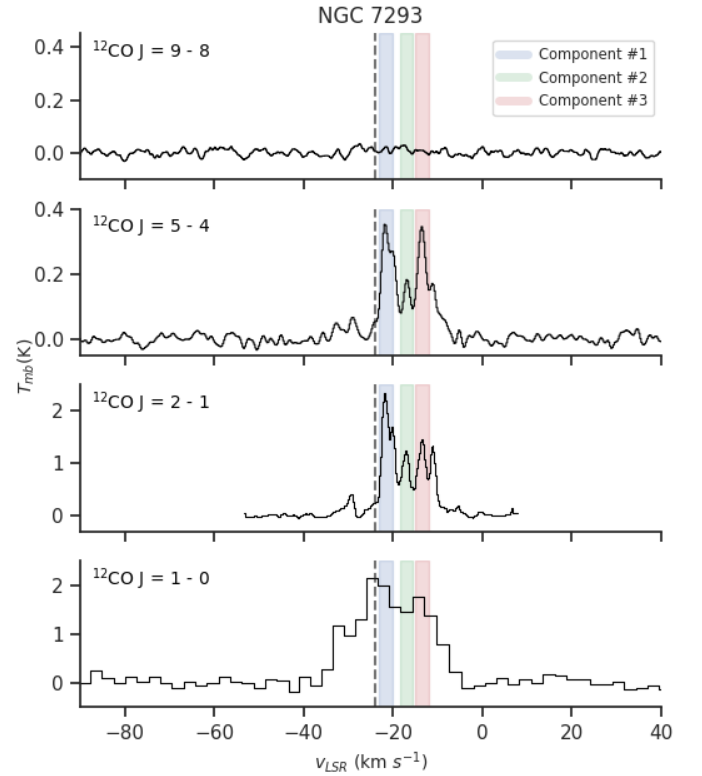 NGC 7293
¹²CO J = 9 - 8
Component #1
Component #2
Component #3
0.4
0.2
0.0
¹²CO J = 5 - 4
0.4
0.2
0.0
T_mb(K)
¹²CO J = 2 - 1
2
1
0
¹²CO J = 1 - 0
2
1
0
−80 −60 −40 −20 0 20 40
v_LSR (km s⁻¹)